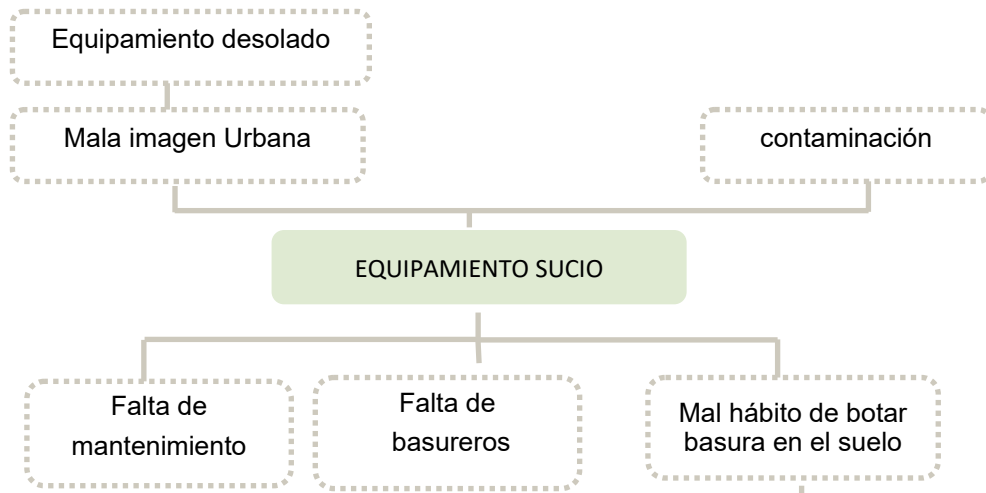 Equipamiento desolado
Mala imagen Urbana
contaminación
EQUIPAMIENTO SUCIO
Falta de
mantenimiento
Falta de
basureros
Mal hábito de botar
basura en el suelo